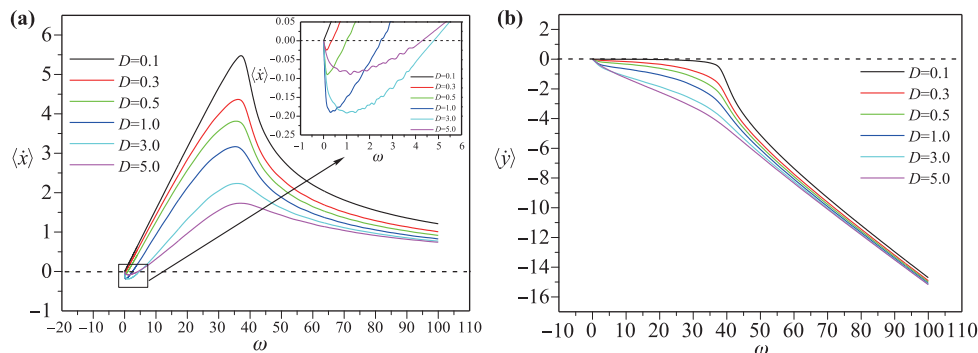 (a)
6
5
4
3
2
1
0
−1
⟨ẋ⟩
D=0.1
D=0.3
D=0.5
D=1.0
D=3.0
D=5.0
−20 −10 0 10 20 30 40 50 60 70 80 90 100 110
ω
0.05
0.00
−0.05
−0.10
−0.15
−0.20
−0.25
⟨ẋ⟩
D=0.1
D=0.3
D=0.5
D=1.0
D=3.0
D=5.0
−1 0 1 2 3 4 5 6
ω
(b)
2
0
−2
−4
−6
−8
−10
−12
−14
−16
⟨ẏ⟩
D=0.1
D=0.3
D=0.5
D=1.0
D=3.0
D=5.0
−10 0 10 20 30 40 50 60 70 80 90 100 110
ω